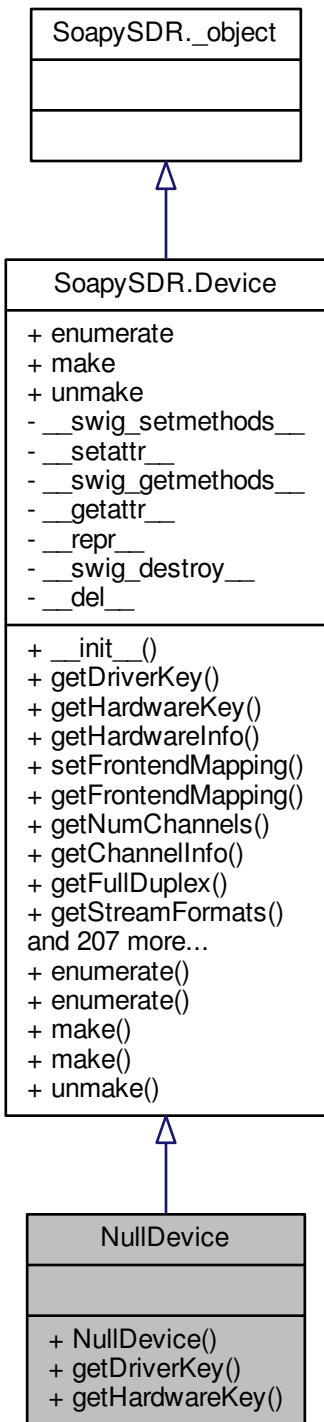 SoapySDR._object
SoapySDR.Device
+ enumerate
+ make
+ unmake
- __swig_setmethods__
- __setattr__
- __swig_getmethods__
- __getattr__
- __repr__
- __swig_destroy__
- __del__
+ __init__()
+ getDriverKey()
+ getHardwareKey()
+ getHardwareInfo()
+ setFrontendMapping()
+ getFrontendMapping()
+ getNumChannels()
+ getChannelInfo()
+ getFullDuplex()
+ getStreamFormats()
and 207 more...
+ enumerate()
+ enumerate()
+ make()
+ make()
+ unmake()
NullDevice
+ NullDevice()
+ getDriverKey()
+ getHardwareKey()